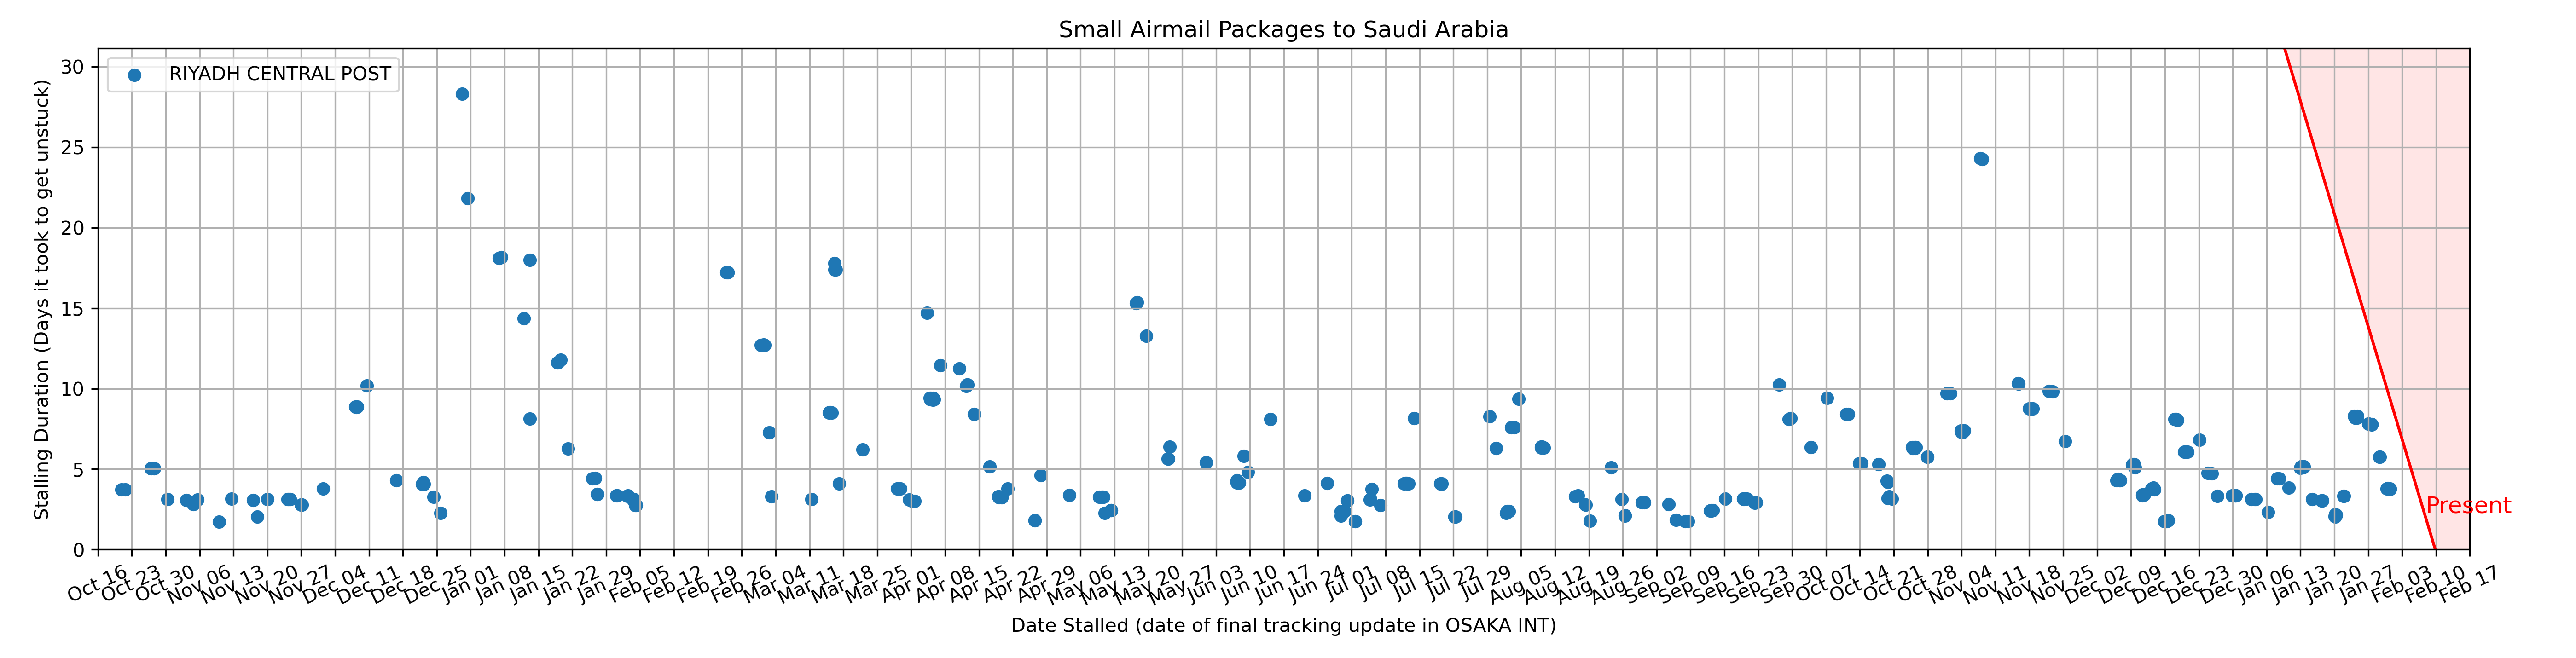 Small Airmail Packages to Saudi Arabia
RIYADH CENTRAL POST
Stalling Duration (Days it took to get unstuck)
30
25
20
15
10
5
0
Present
Oct 16 Oct 23 Oct 30 Nov 06 Nov 13 Nov 20 Nov 27 Dec 04 Dec 11 Dec 18 Dec 25 Jan 01 Jan 08 Jan 15 Jan 22 Jan 29 Feb 05 Feb 12 Feb 19 Feb 26 Mar 04 Mar 11 Mar 18 Mar 25 Apr 01 Apr 08 Apr 15 Apr 22 Apr 29 May 06 May 13 May 20 May 27 Jun 03 Jun 10 Jun 17 Jun 24 Jul 01 Jul 08 Jul 15 Jul 22 Jul 29 Aug 05 Aug 12 Aug 19 Aug 26 Sep 02 Sep 09 Sep 16 Sep 23 Sep 30 Oct 07 Oct 14 Oct 21 Oct 28 Nov 04 Nov 11 Nov 18 Nov 25 Dec 02 Dec 09 Dec 16 Dec 23 Dec 30 Jan 06 Jan 13 Jan 20 Jan 27 Feb 03 Feb 10 Feb 17
Date Stalled (date of final tracking update in OSAKA INT)